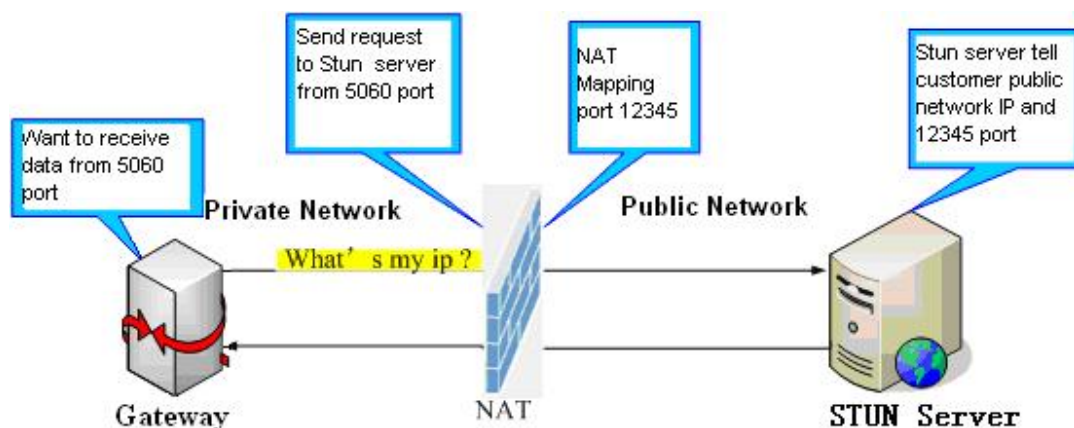 Send request
to Stun server
from 5060 port
NAT
Mapping
port 12345
Stun server tell
customer public
network IP and
12345 port
Want to receive
data from 5060
port
Private Network
Public Network
What's my ip ?
Gateway
NAT
STUN Server